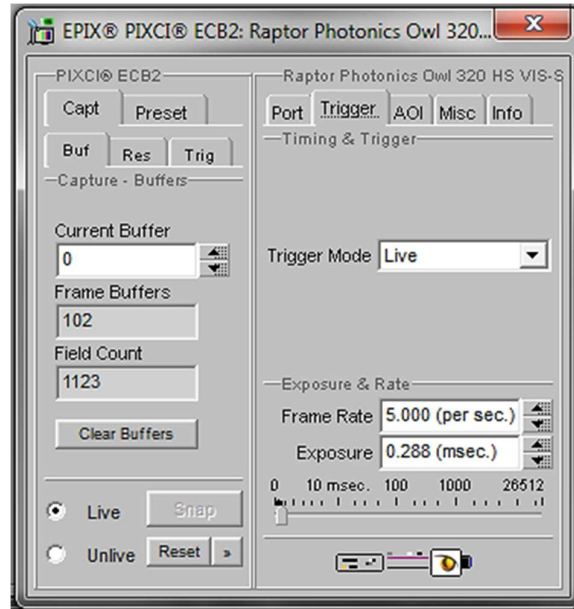 EPIX® PIXCI® ECB2: Raptor Photonics Owl 320...
PIXCI® ECB2
Capt Preset
Buf Res Trig
Capture - Buffers
Current Buffer
0
Frame Buffers
102
Field Count
1123
Clear Buffers
Live Snap
Unlive Reset »
Raptor Photonics Owl 320 HS VIS-S
Port Trigger AOI Misc Info
Timing & Trigger
Trigger Mode Live
Exposure & Rate
Frame Rate 5.000 (per sec.)
Exposure 0.288 (msec.)
0 10 msec. 100 1000 26512